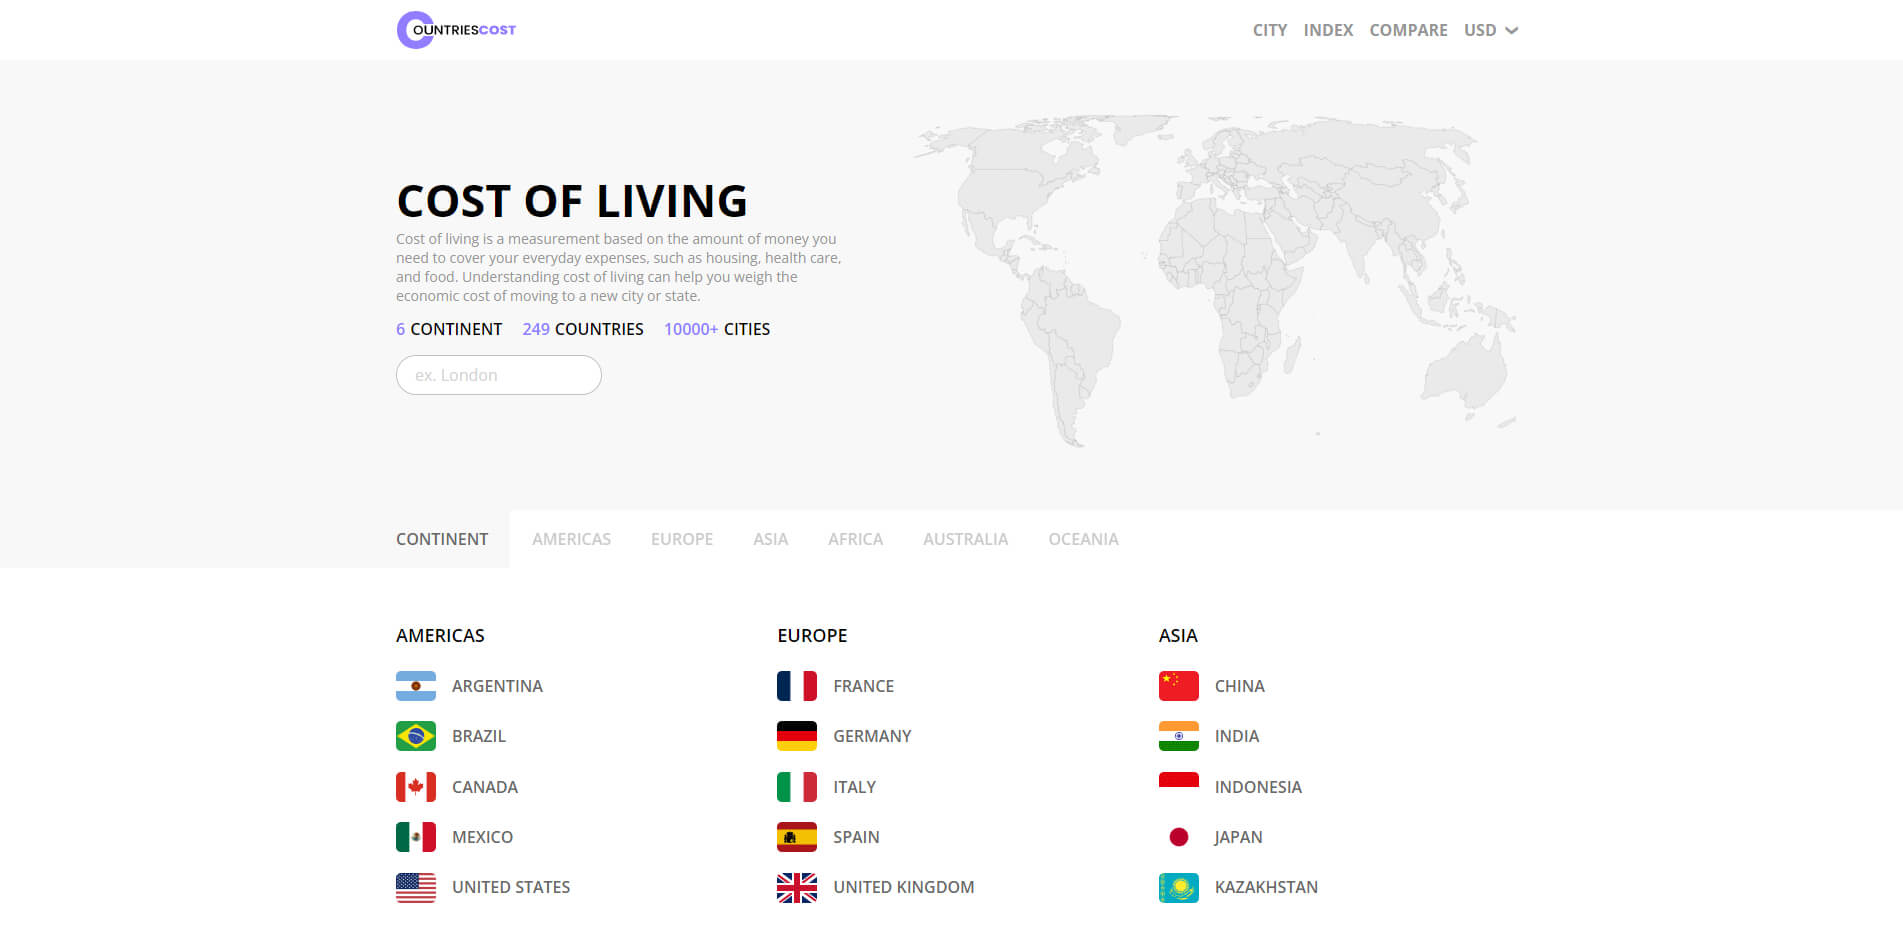 COUNTRIESCOST
CITY INDEX COMPARE USD
COST OF LIVING
Cost of living is a measurement based on the amount of money you
need to cover your everyday expenses, such as housing, health care,
and food. Understanding cost of living can help you weigh the
economic cost of moving to a new city or state.
6 CONTINENT 249 COUNTRIES 10000+ CITIES
ex. London
CONTINENT AMERICAS EUROPE ASIA AFRICA AUSTRALIA OCEANIA
AMERICAS
ARGENTINA
BRAZIL
CANADA
MEXICO
UNITED STATES
EUROPE
FRANCE
GERMANY
ITALY
SPAIN
UNITED KINGDOM
ASIA
CHINA
INDIA
INDONESIA
JAPAN
KAZAKHSTAN